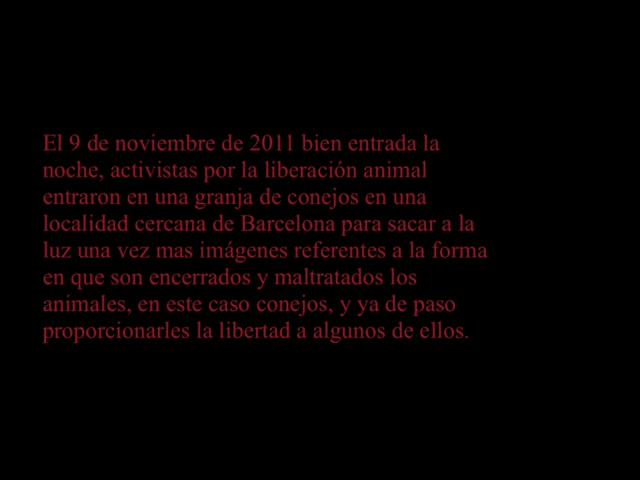 El 9 de noviembre de 2011 bien entrada la
noche, activistas por la liberación animal
entraron en una granja de conejos en una
localidad cercana de Barcelona para sacar a la
luz una vez mas imágenes referentes a la forma
en que son encerrados y maltratados los
animales, en este caso conejos, y ya de paso
proporcionarles la libertad a algunos de ellos.